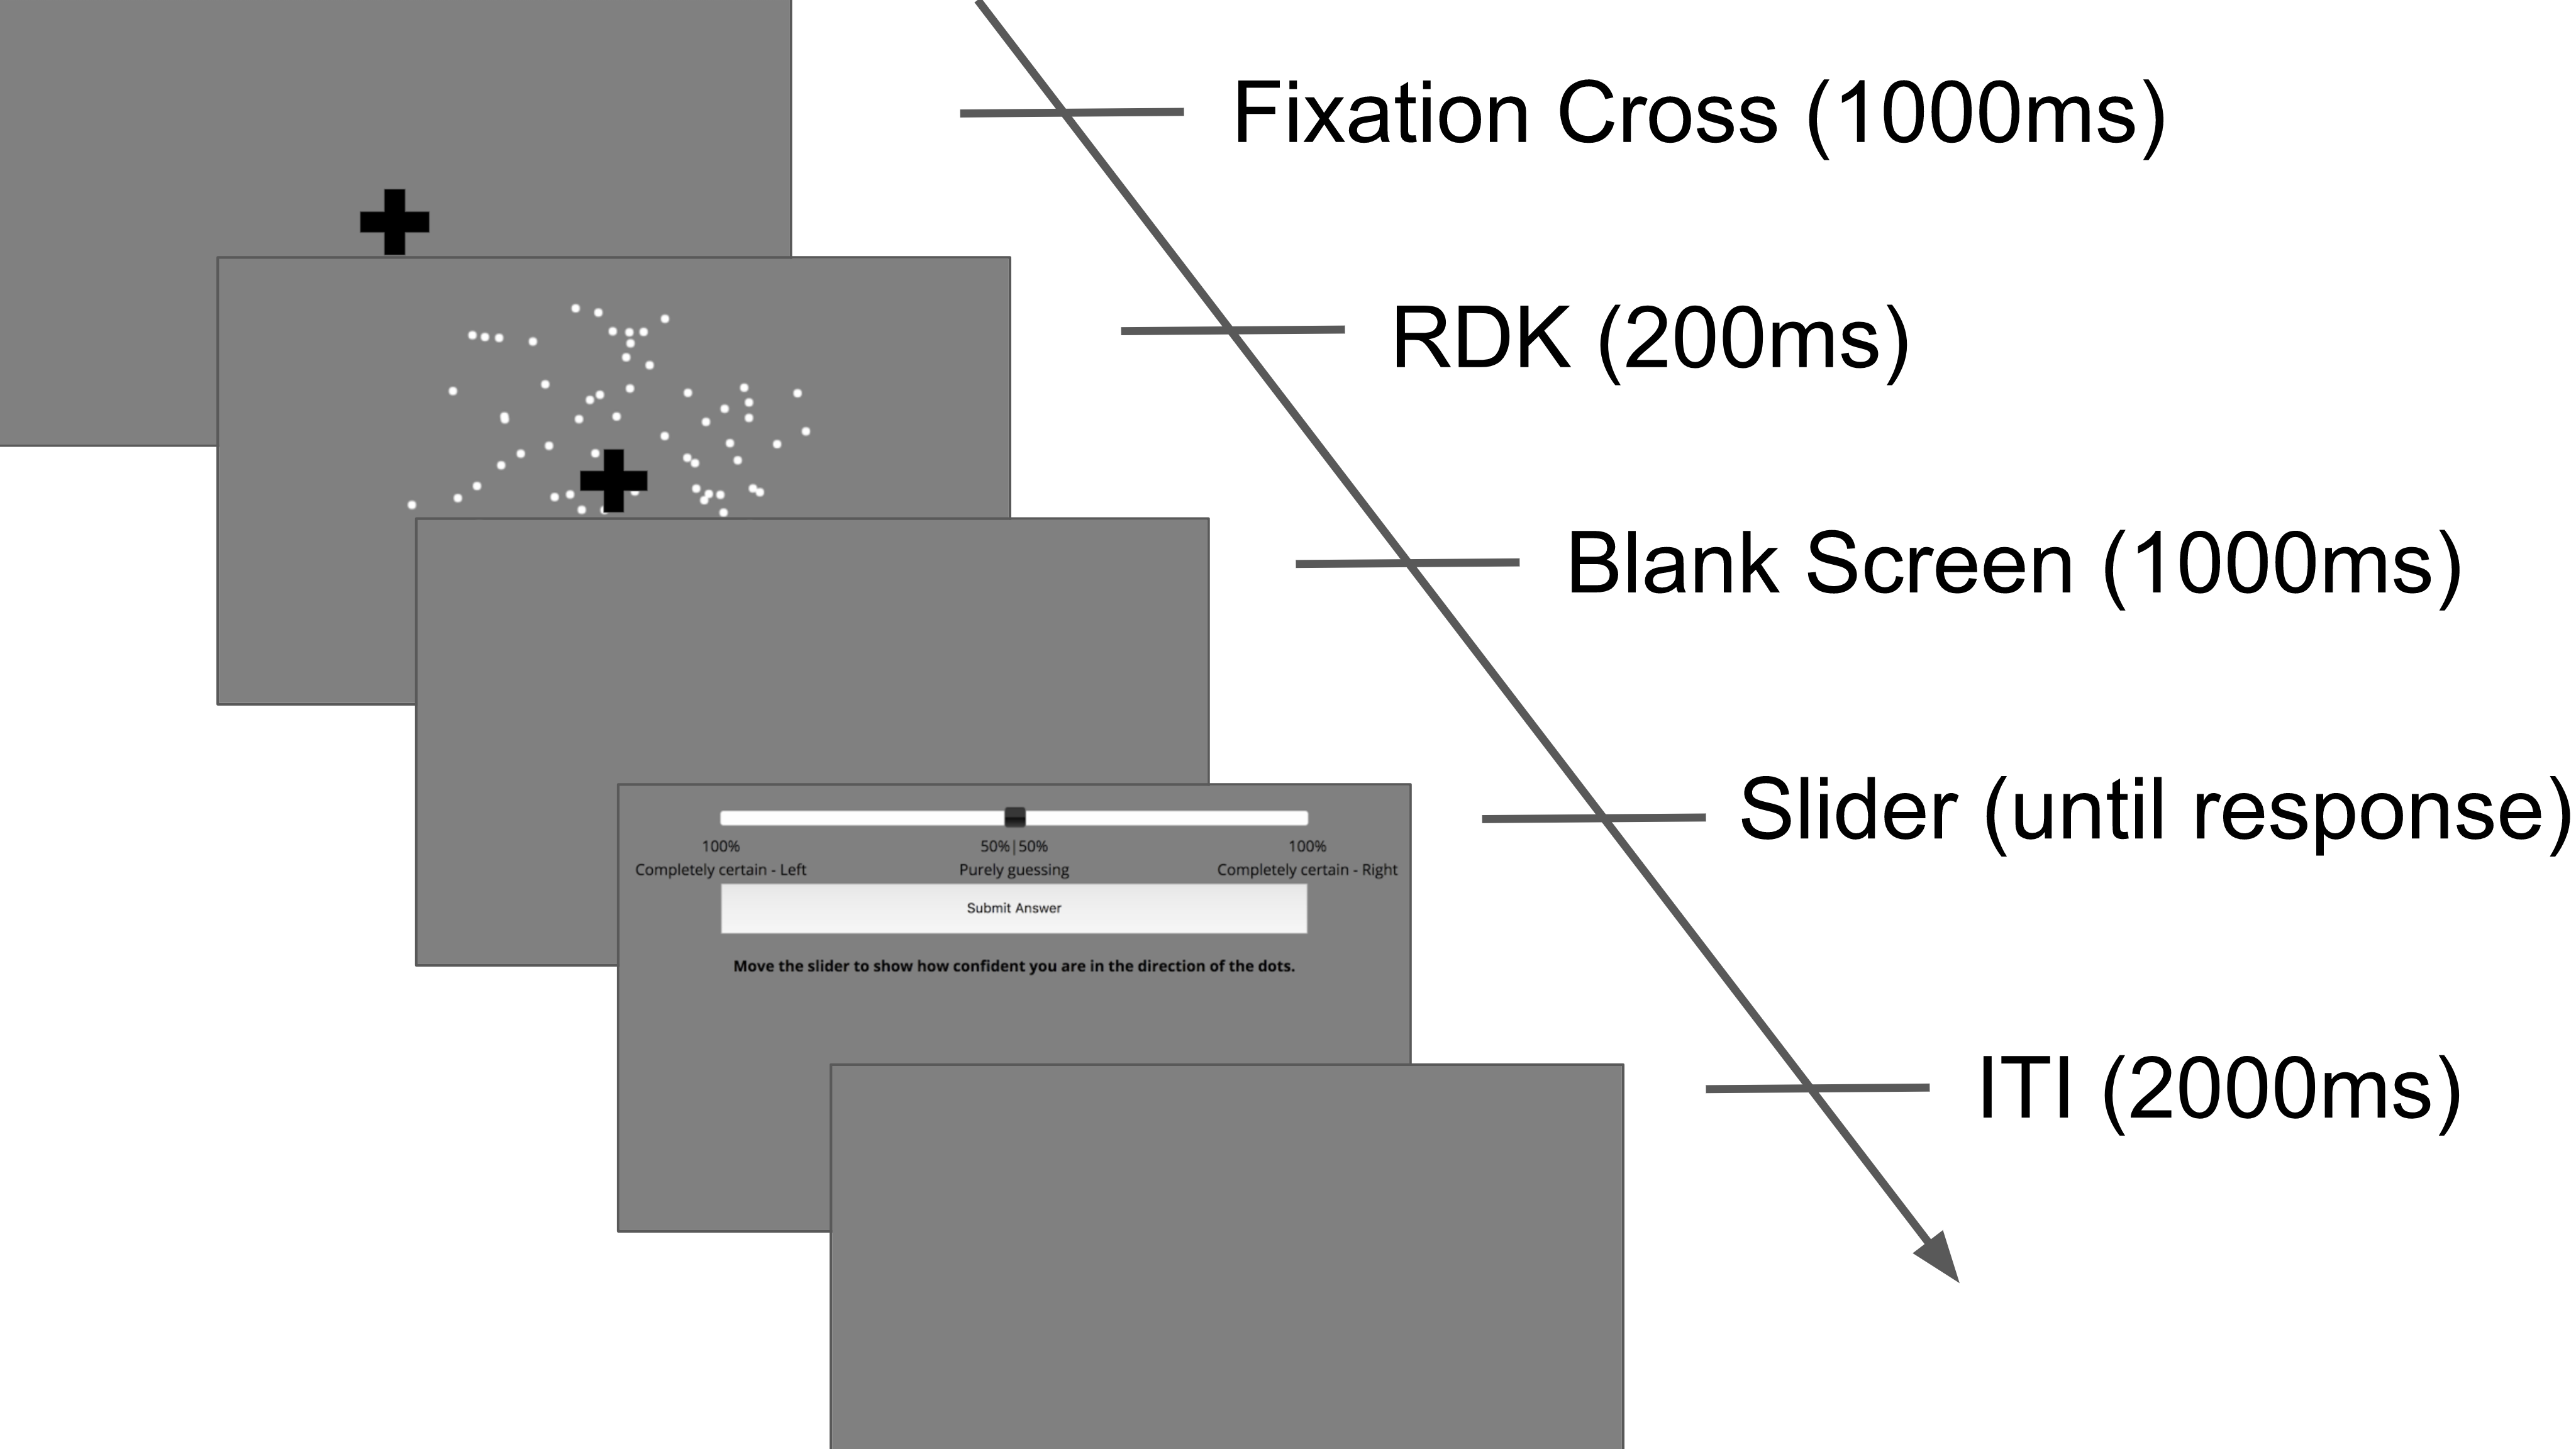 Fixation Cross (1000ms)
RDK (200ms)
Blank Screen (1000ms)
Slider (until response)
100% 50%|50% 100%
Completely certain - Left Purely guessing Completely certain - Right
Submit Answer
Move the slider to show how confident you are in the direction of the dots.
ITI (2000ms)